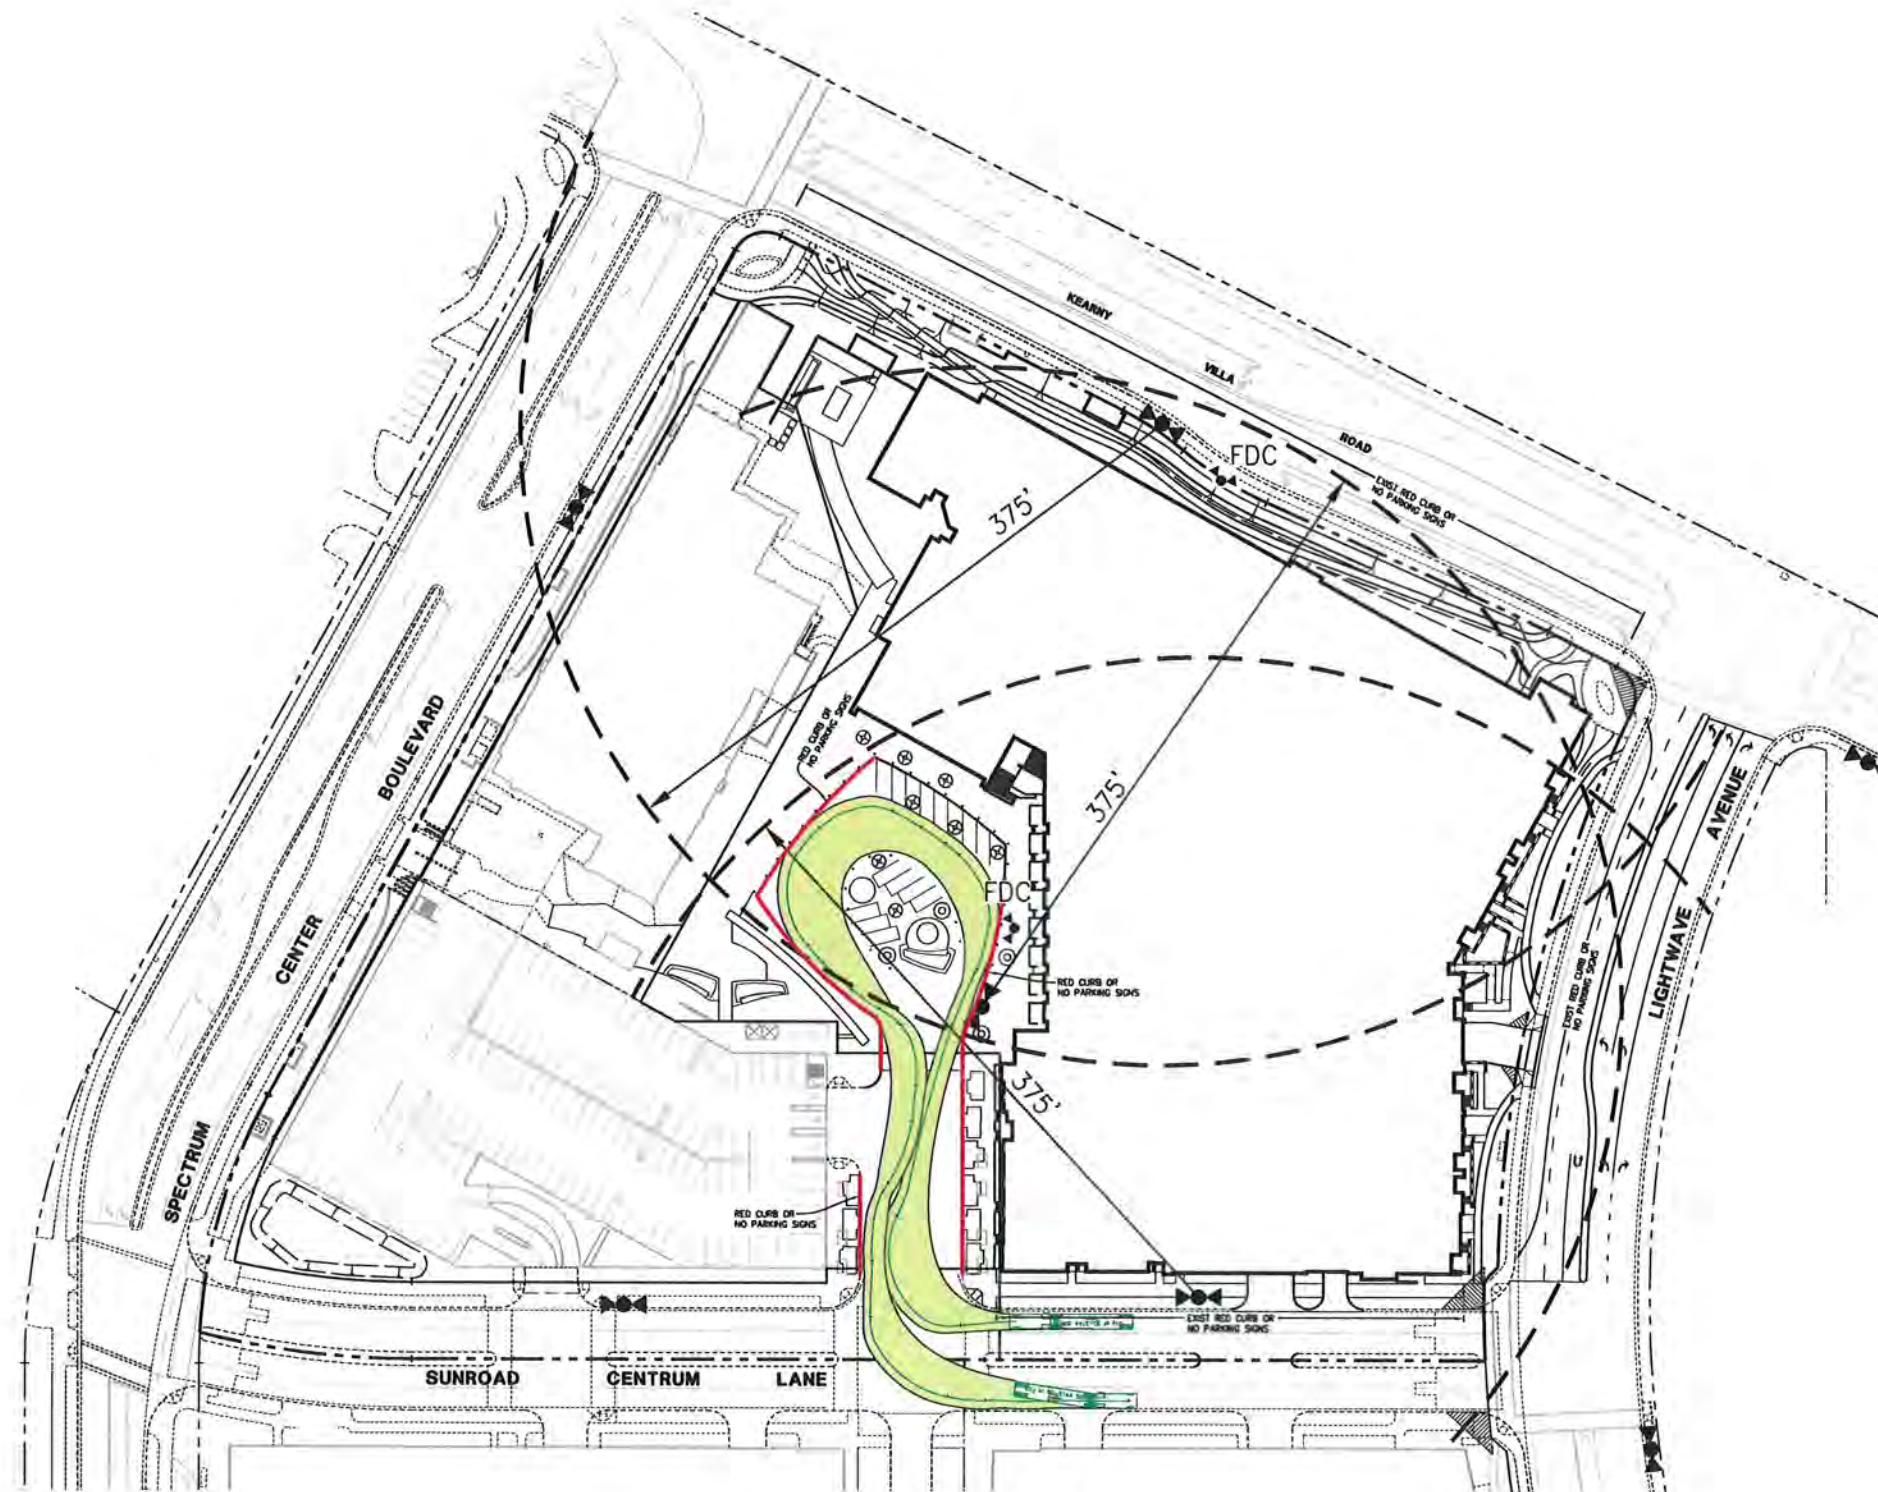 KEARNY
VILLA
ROAD
FDC
EXIST RED CURB OR
NO PARKING SIGNS
375'
RED CURB OR
NO PARKING SIGNS
BOULEVARD
375'
AVENUE
FDC
CENTER
LIGHTWAVE
EXIST RED CURB OR
NO PARKING SIGNS
RED CURB OR
NO PARKING SIGNS
375'
SPECTRUM
RED CURB OR
NO PARKING SIGNS
EXIST RED CURB OR
NO PARKING SIGNS
SUNROAD CENTRUM LANE